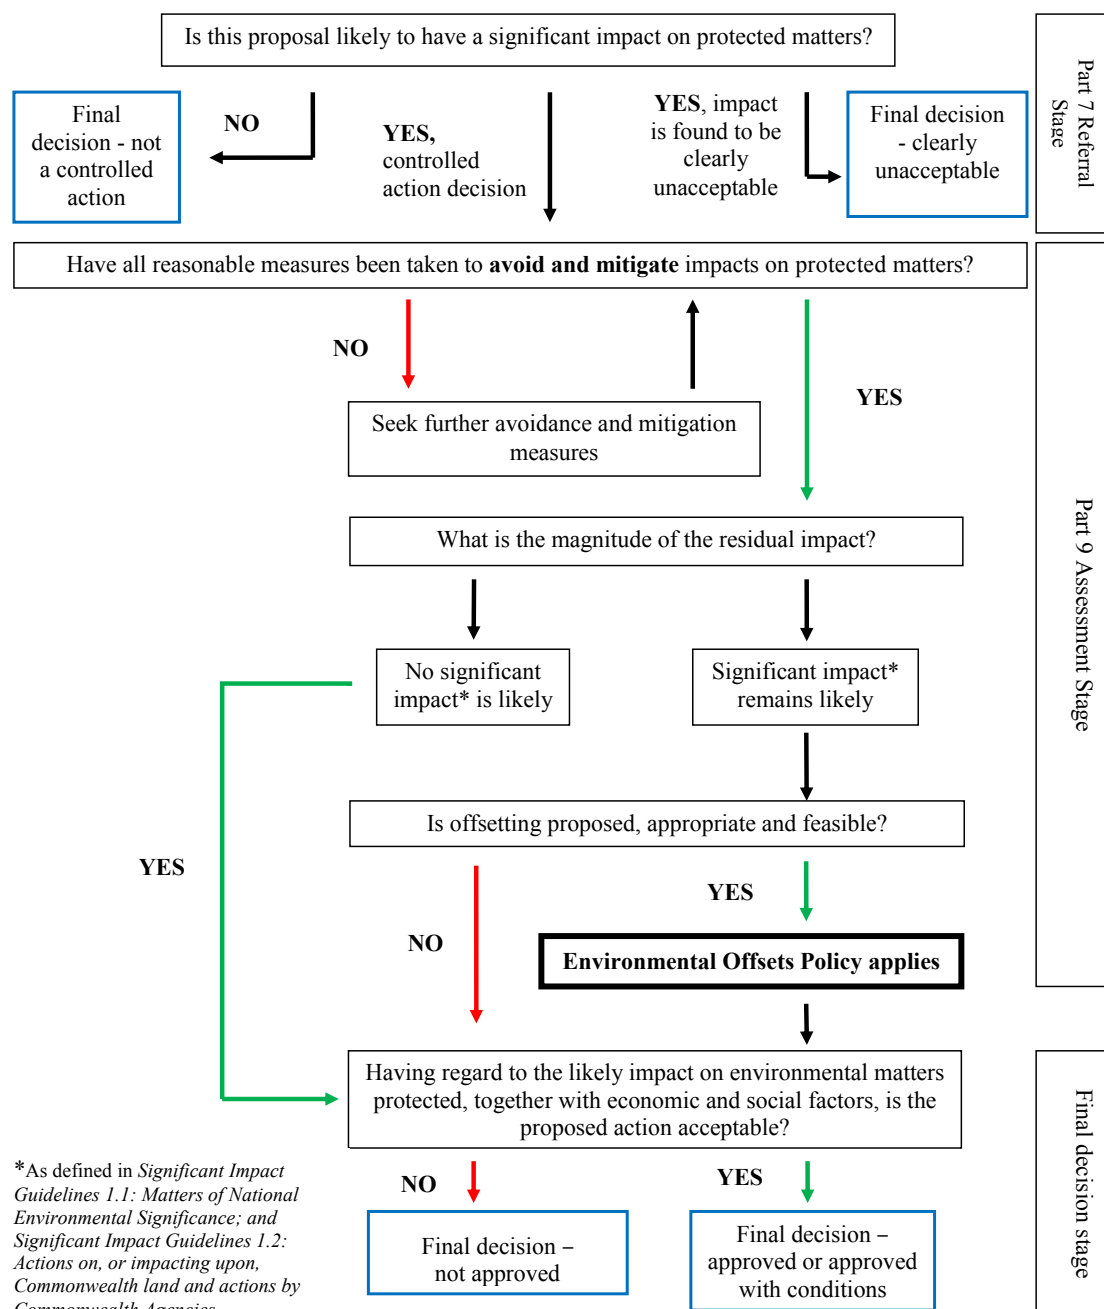 Is this proposal likely to have a significant impact on protected matters?
Part 7 Referral
Stage
Final
decision - not
a controlled
action
NO
YES,
controlled
action decision
YES, impact
is found to be
clearly
unacceptable
Final decision
- clearly
unacceptable
Have all reasonable measures been taken to avoid and mitigate impacts on protected matters?
NO
YES
Seek further avoidance and mitigation
measures
Part 9 Assessment Stage
What is the magnitude of the residual impact?
No significant
impact* is likely
Significant impact*
remains likely
Is offsetting proposed, appropriate and feasible?
YES
YES
NO
Environmental Offsets Policy applies
Having regard to the likely impact on environmental matters
protected, together with economic and social factors, is the
proposed action acceptable?
Final decision stage
NO
YES
Final decision –
not approved
Final decision –
approved or approved
with conditions
*As defined in Significant Impact
Guidelines 1.1: Matters of National
Environmental Significance; and
Significant Impact Guidelines 1.2:
Actions on, or impacting upon,
Commonwealth land and actions by
Commonwealth Agencies